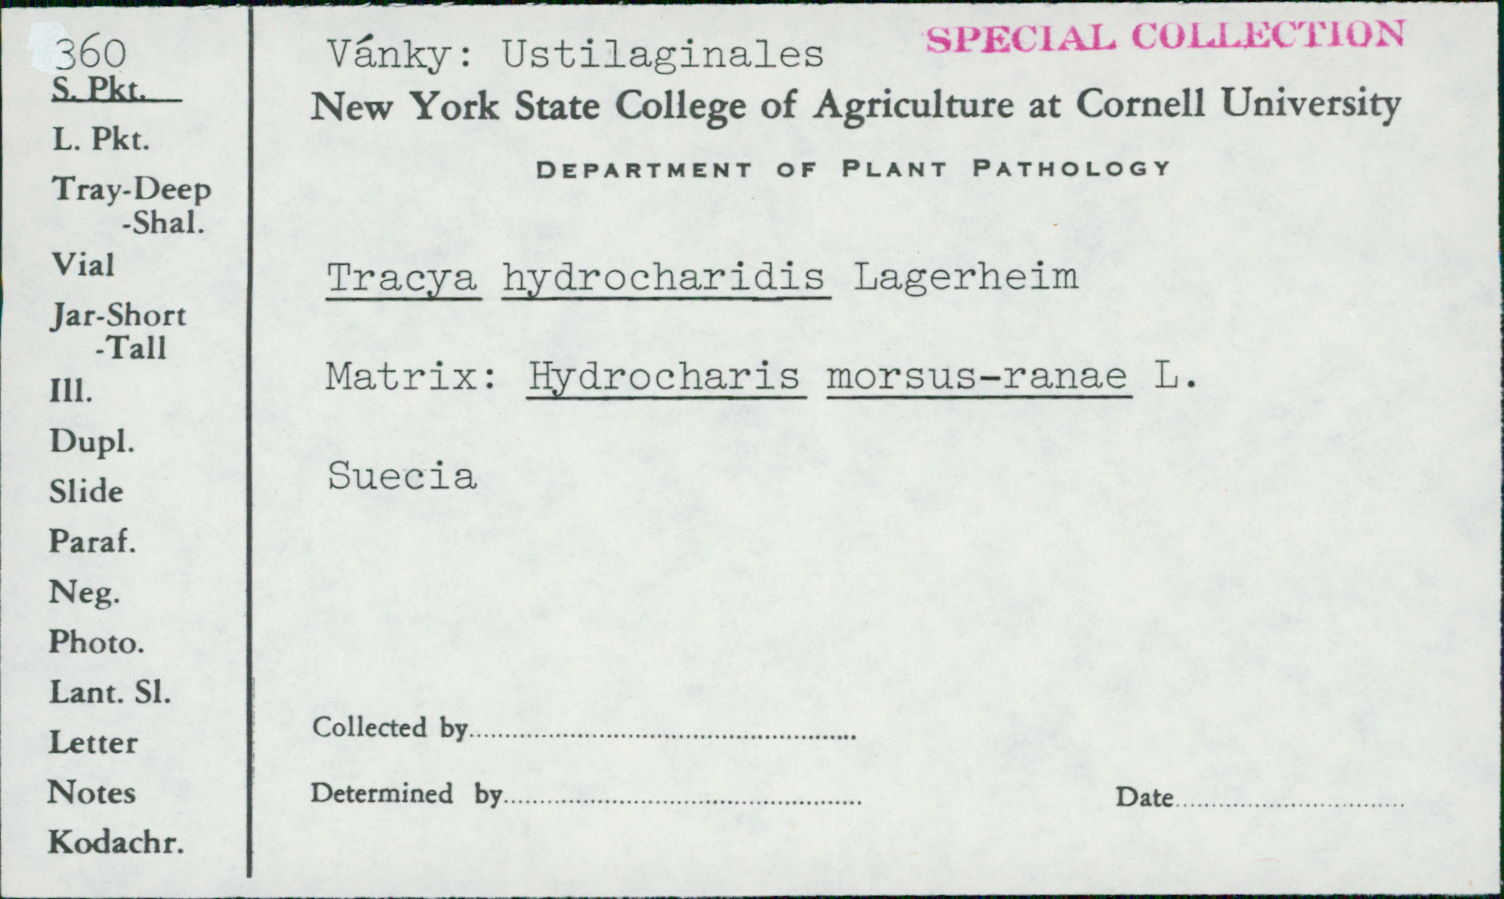 360
S. Pkt.
L. Pkt.
Tray-Deep
-Shal.
Vial
Jar-Short
-Tall
Ill.
Dupl.
Slide
Paraf.
Neg.
Photo.
Lant. Sl.
Letter
Notes
Kodachr.
SPECIAL COLLECTION
Vánky: Ustilaginales
New York State College of Agriculture at Cornell University
DEPARTMENT OF PLANT PATHOLOGY
Tracya hydrocharidis Lagerheim
Matrix: Hydrocharis morsus-ranae L.
Suecia
Collected by
Determined by
Date